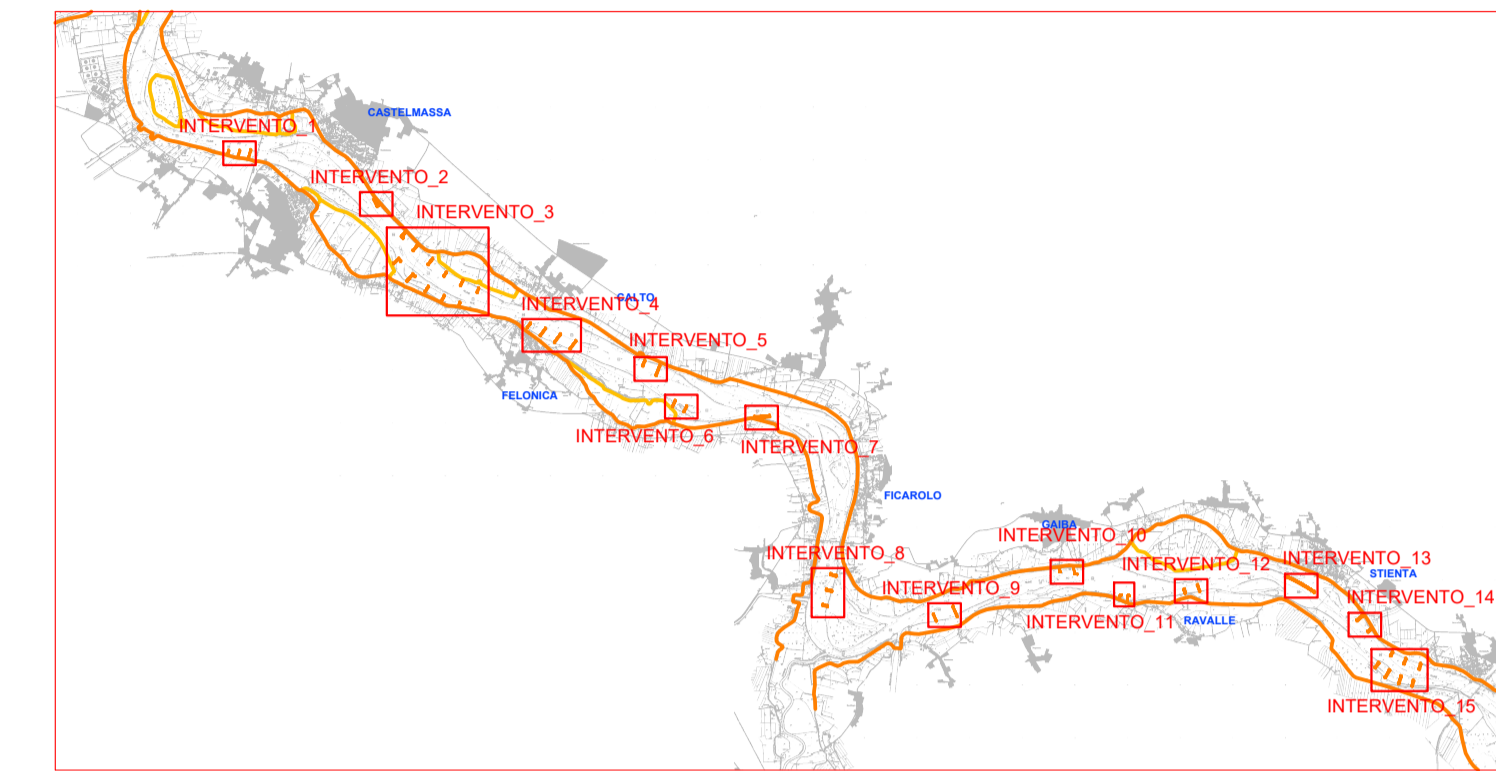 CASTELMASSA
INTERVENTO_1
INTERVENTO_2
INTERVENTO_3
CALTO
INTERVENTO_4
INTERVENTO_5
FELONICA
INTERVENTO_6
INTERVENTO_7
FICAROLO
GAIBA
INTERVENTO_10
INTERVENTO_8
INTERVENTO_13
INTERVENTO_12
STIENTA
INTERVENTO_9
INTERVENTO_14
INTERVENTO_11
RAVALLE
INTERVENTO_15